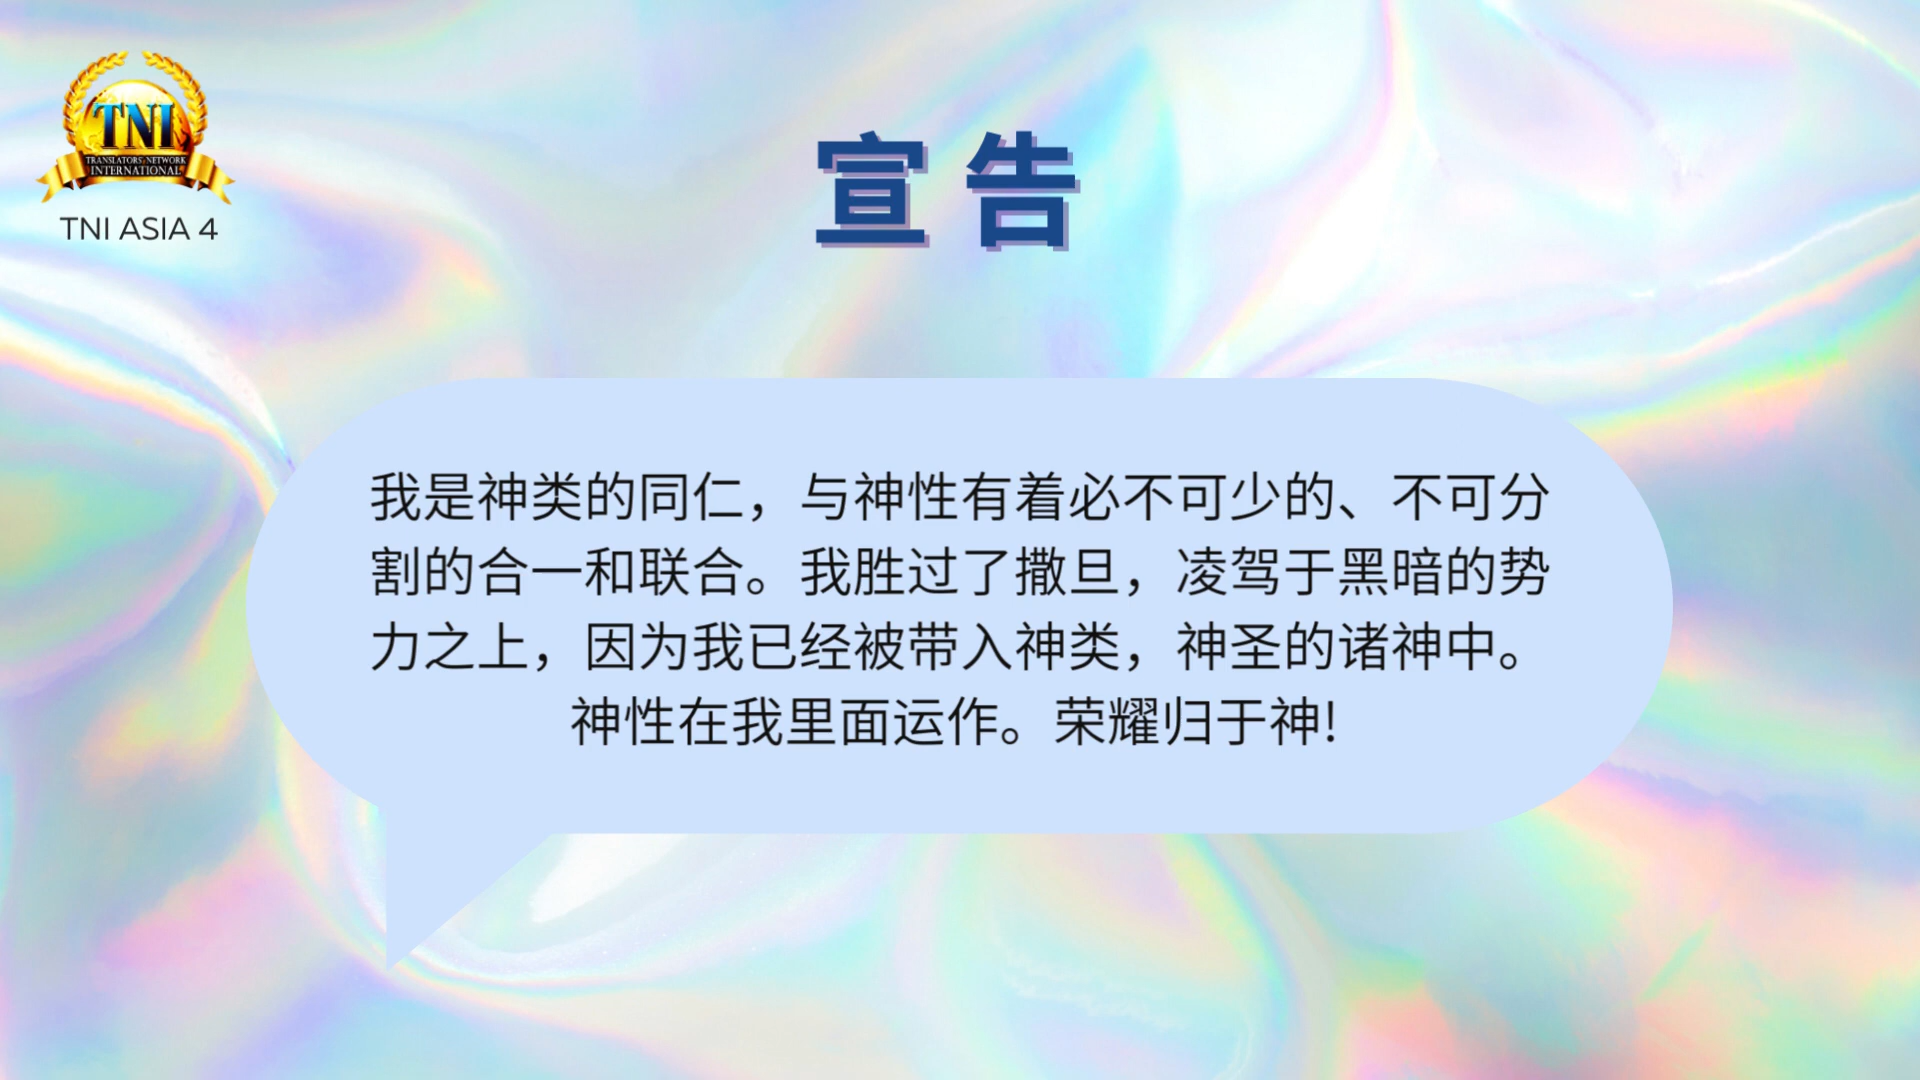 TNI
TRANSLATORS NETWORK
INTERNATIONAL
TNI ASIA 4
宣告
我是神类的同仁，与神性有着必不可少的、不可分
割的合一和联合。我胜过了撒旦，凌驾于黑暗的势
力之上，因为我已经被带入神类，神圣的诸神中。
神性在我里面运作。荣耀归于神!